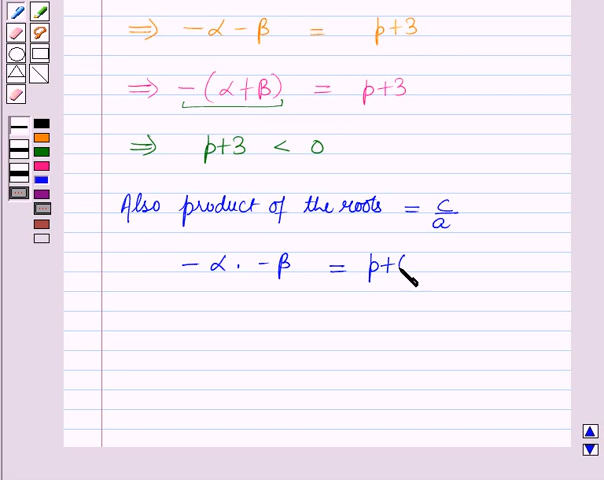 ⇒ -α - β = p+3
⇒ -(α+β) = p+3
⇒ p+3 < 0
Also product of the roots = c/a
-α . -β = p+